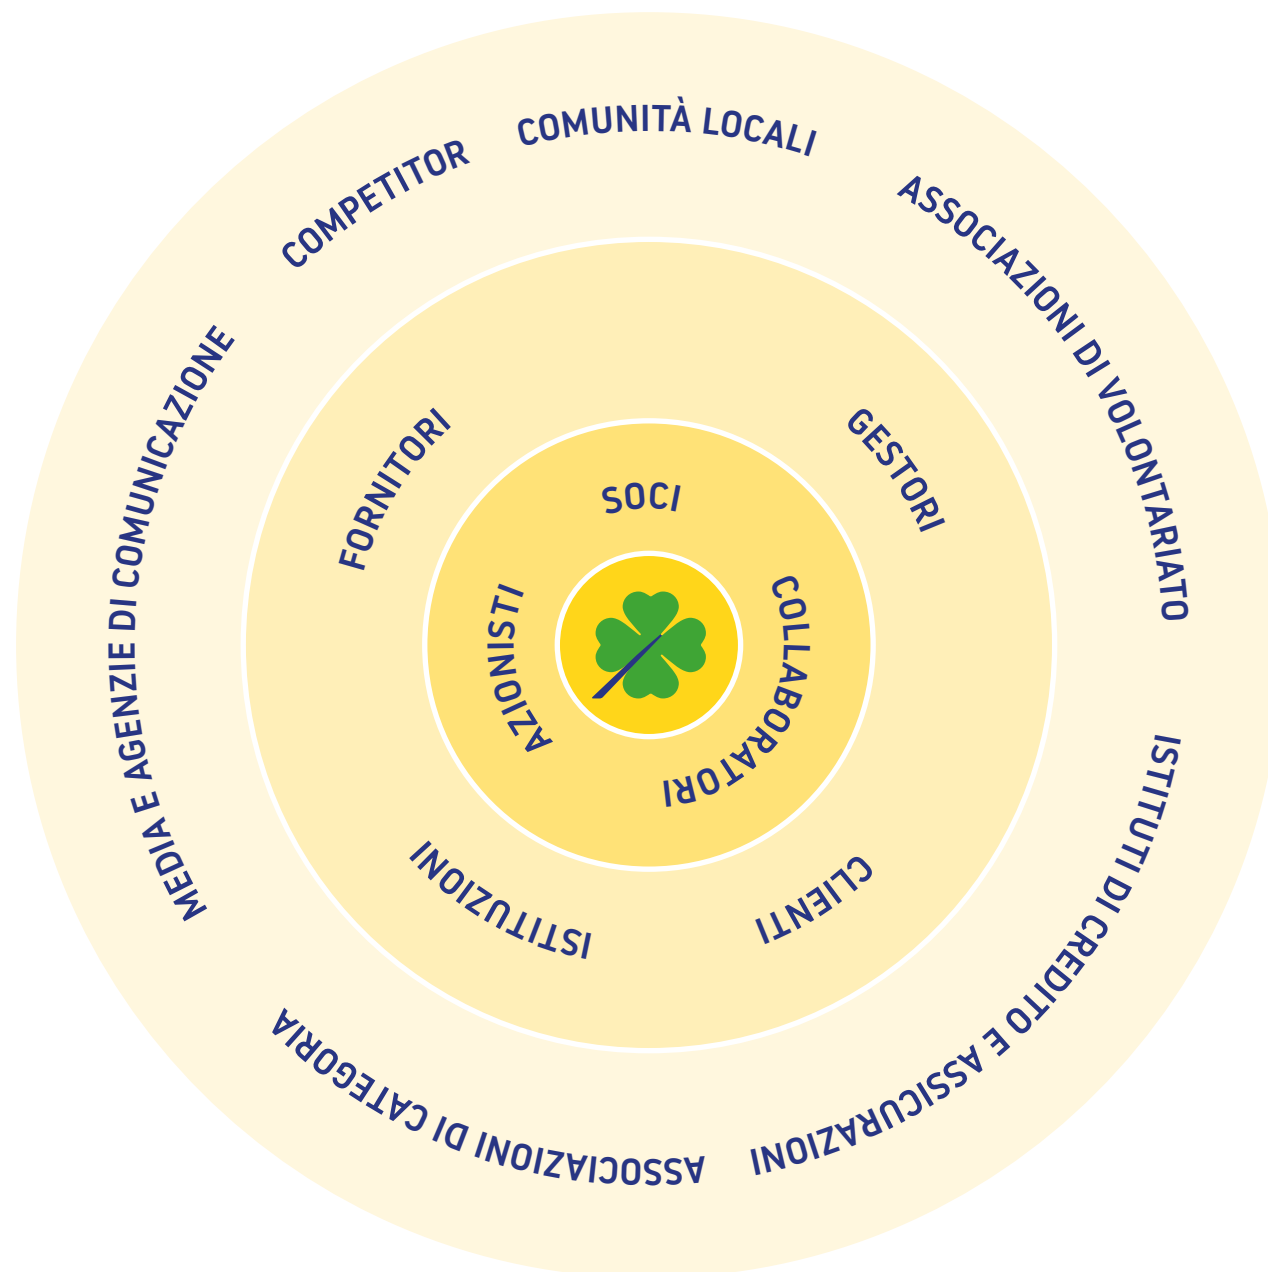 COMUNITÀ LOCALI
ASSOCIAZIONI DI VOLONTARIATO
ISTITUTI DI CREDITO E ASSICURAZIONI
ASSOCIAZIONI DI CATEGORIA
MEDIA E AGENZIE DI COMUNICAZIONE
COMPETITOR
FORNITORI
GESTORI
CLIENTI
ISTITUZIONI
SOCI
COLLABORATORI
AZIONISTI